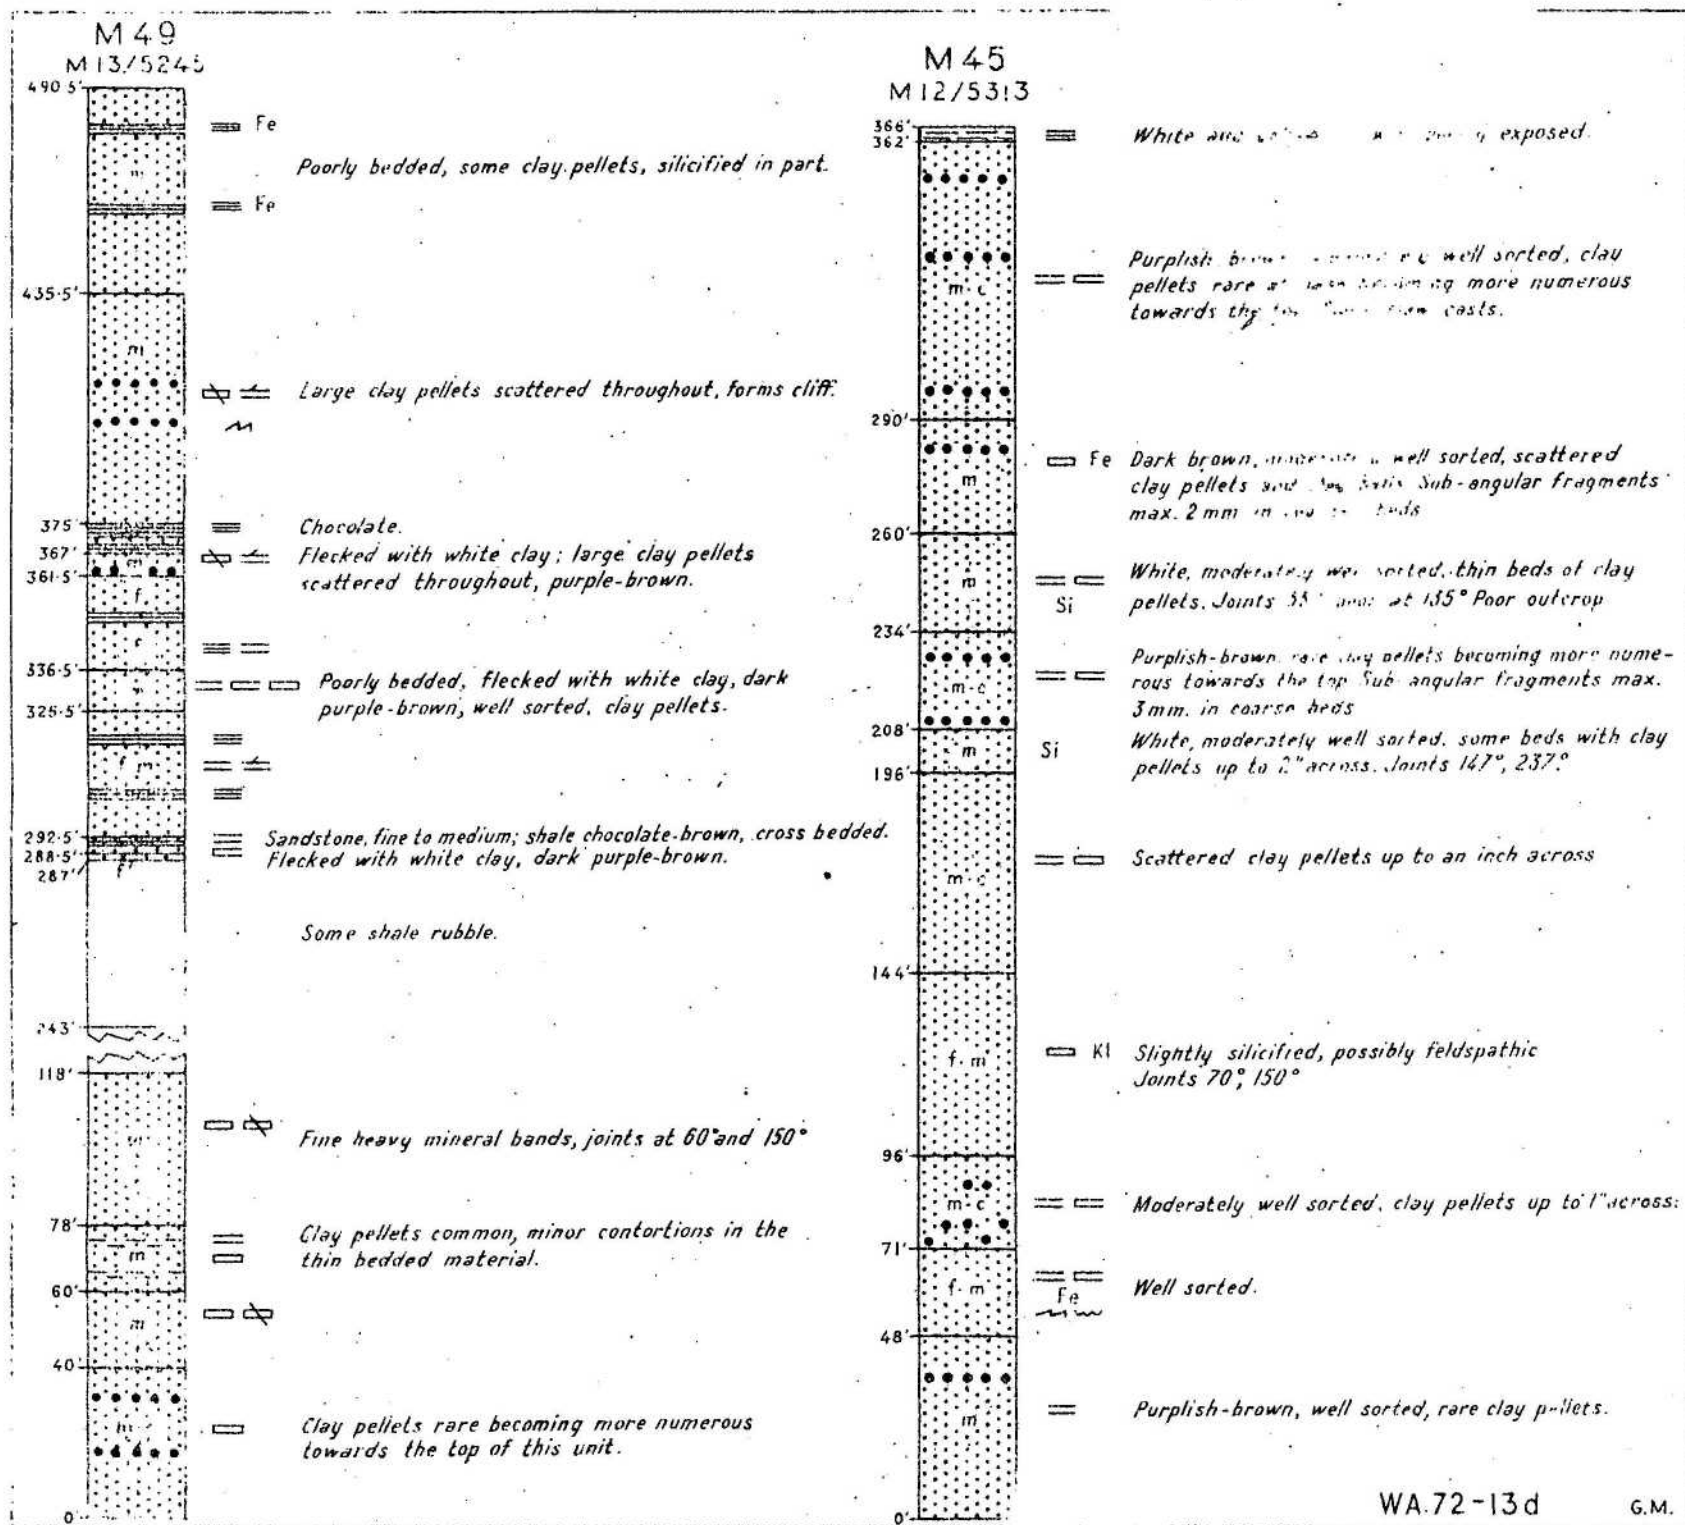 M 49
M 13/5245
490·5'
Fe
Poorly bedded, some clay pellets, silicified in part.
m
Fe
435·5'
m
Large clay pellets scattered throughout, forms cliff.
375'
Chocolate.
367'
Flecked with white clay; large clay pellets
m
361·5'
scattered throughout, purple-brown.
f
f
336·5'
Poorly bedded, flecked with white clay, dark
purple-brown, well sorted, clay pellets.
325·5'
f m
292·5'
Sandstone, fine to medium; shale chocolate-brown, cross bedded.
288·5'
Flecked with white clay, dark purple-brown.
287'
f
Some shale rubble.
243'
118'
Fine heavy mineral bands, joints at 60° and 150°
78'
Clay pellets common, minor contortions in the
m
thin bedded material.
60'
m
40'
Clay pellets rare becoming more numerous
towards the top of this unit.
0
M 45
M 12/5313
366'
White and exposed.
362'
Purplish well sorted, clay
m-c
pellets rare more numerous
towards the casts.
290'
Fe
Dark brown, well sorted, scattered
m
clay pellets and Sub-angular fragments
max. 2 mm in beds
260'
m
White, moderately well sorted, thin beds of clay
Si
pellets. Joints at 135° Poor outcrop
234'
Purplish-brown, rare clay pellets becoming more nume-
m-c
rous towards the top Sub-angular fragments max.
3mm. in coarse beds
208'
m
Si
White, moderately well sorted, some beds with clay
196'
pellets up to 2" across. Joints 147°, 237°
m-c
Scattered clay pellets up to an inch across
144'
f-m
Kl
Slightly silicified, possibly feldspathic
Joints 70°, 150°
96'
m-c
Moderately well sorted, clay pellets up to 1" across.
71'
f-m
Fe
Well sorted.
48'
m
Purplish-brown, well sorted, rare clay pellets.
0'
WA.72-13d
G.M.